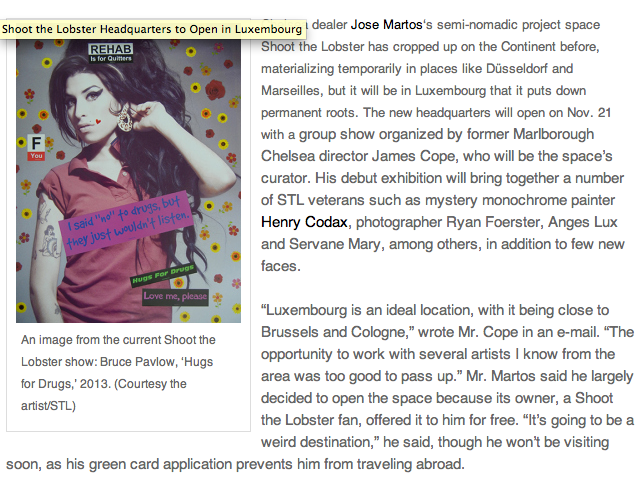 Shoot the Lobster Headquarters to Open in Luxembourg
REHAB
Is for Quitters
F
You
I said "no" to drugs, but
they just wouldn't listen.
Hugs For Drugs
Love me, please
An image from the current Shoot the
Lobster show: Bruce Pavlow, ‘Hugs
for Drugs,’ 2013. (Courtesy the
artist/STL)
dealer Jose Martos‘s semi-nomadic project space
Shoot the Lobster has cropped up on the Continent before,
materializing temporarily in places like Düsseldorf and
Marseilles, but it will be in Luxembourg that it puts down
permanent roots. The new headquarters will open on Nov. 21
with a group show organized by former Marlborough
Chelsea director James Cope, who will be the space’s
curator. His debut exhibition will bring together a number
of STL veterans such as mystery monochrome painter
Henry Codax, photographer Ryan Foerster, Anges Lux
and Servane Mary, among others, in addition to few new
faces.
“Luxembourg is an ideal location, with it being close to
Brussels and Cologne,” wrote Mr. Cope in an e-mail. “The
opportunity to work with several artists I know from the
area was too good to pass up.” Mr. Martos said he largely
decided to open the space because its owner, a Shoot
the Lobster fan, offered it to him for free. “It’s going to be a
weird destination,” he said, though he won’t be visiting
soon, as his green card application prevents him from traveling abroad.